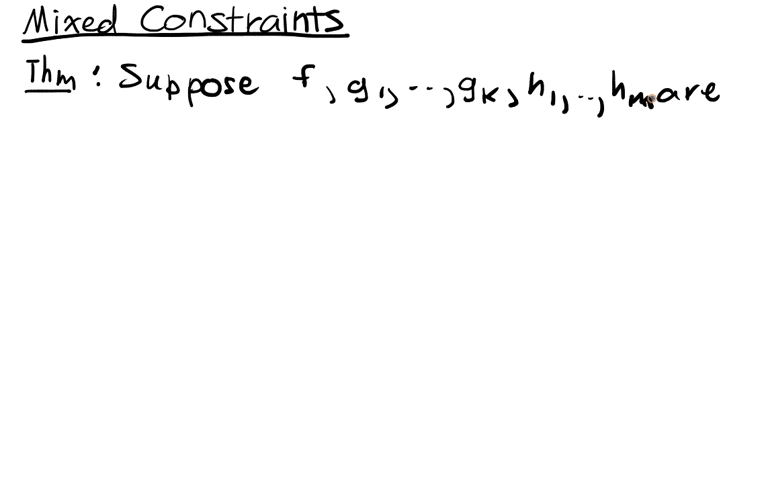 Mixed Constraints
Thm : Suppose f, g₁, .., gₖ, h₁, .., hₘ are